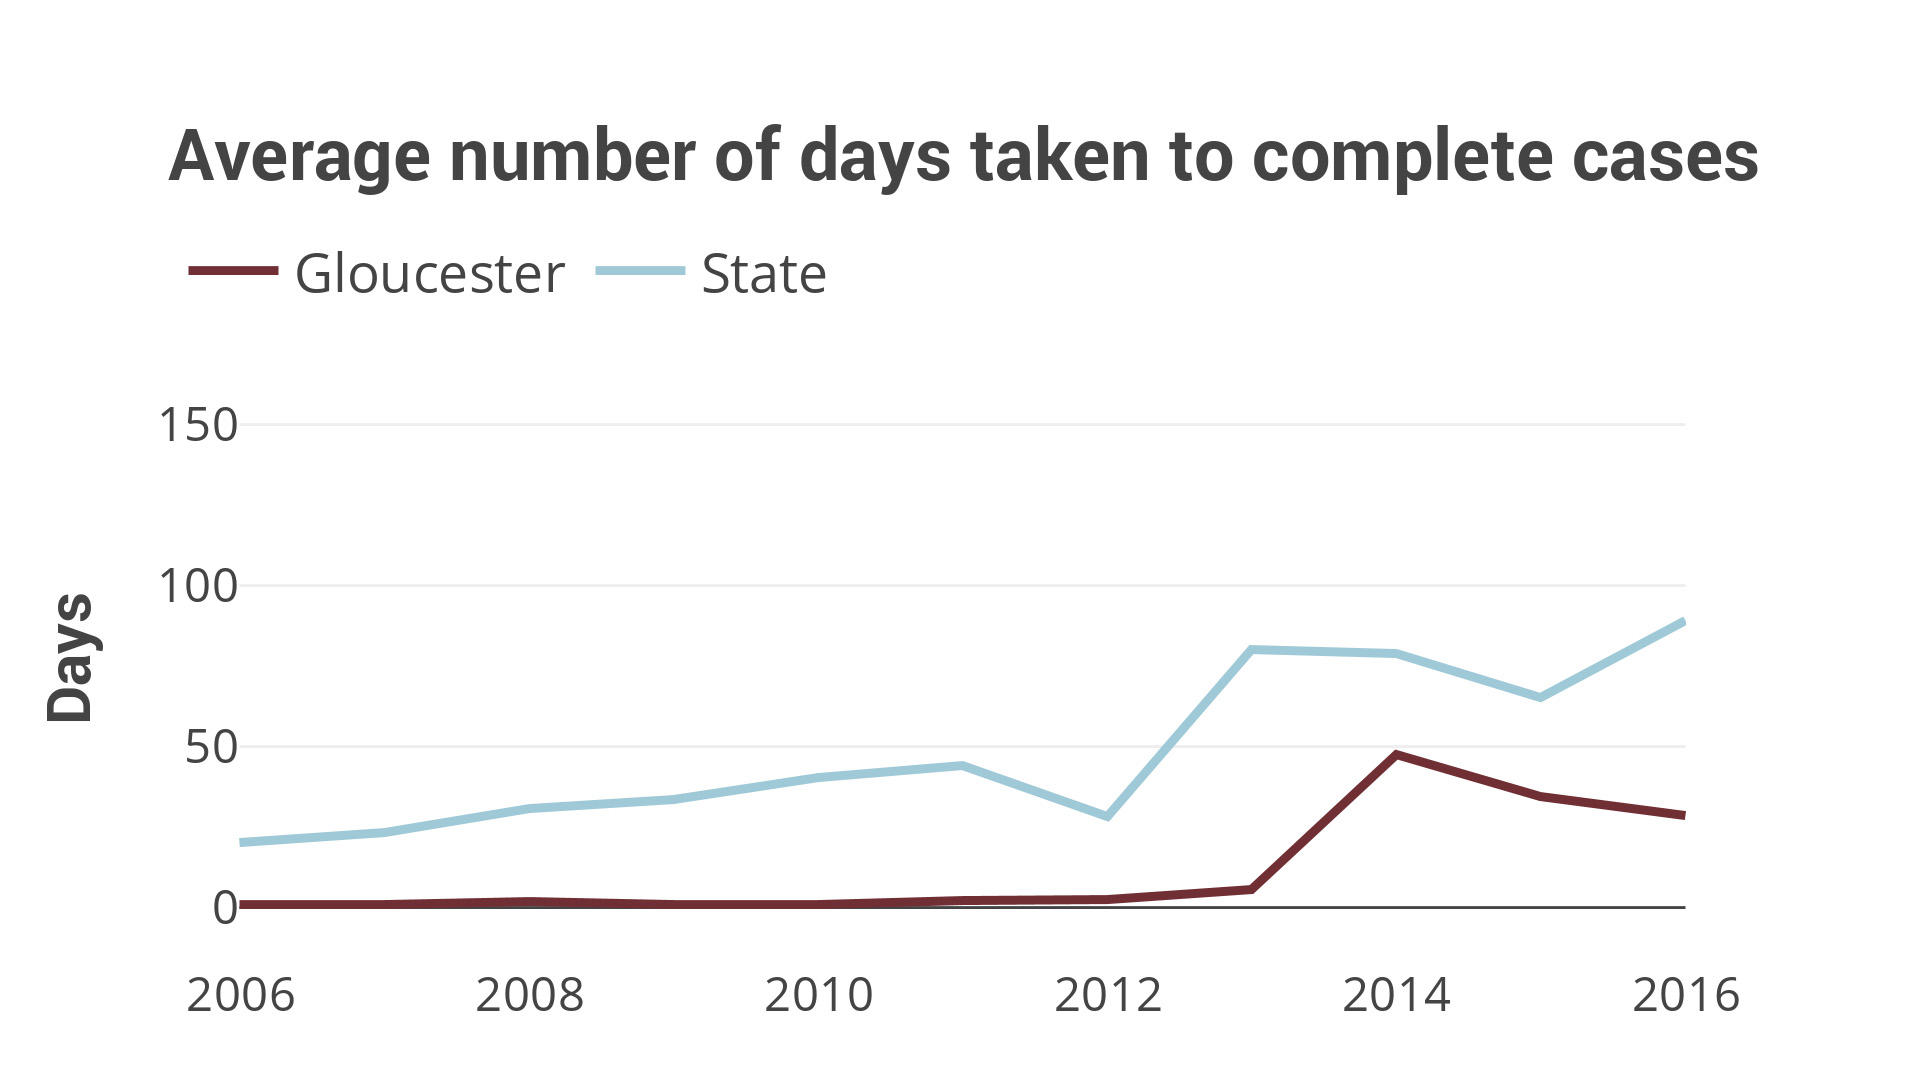 Average number of days taken to complete cases
Gloucester State
150
100
50
0
Days
2006 2008 2010 2012 2014 2016